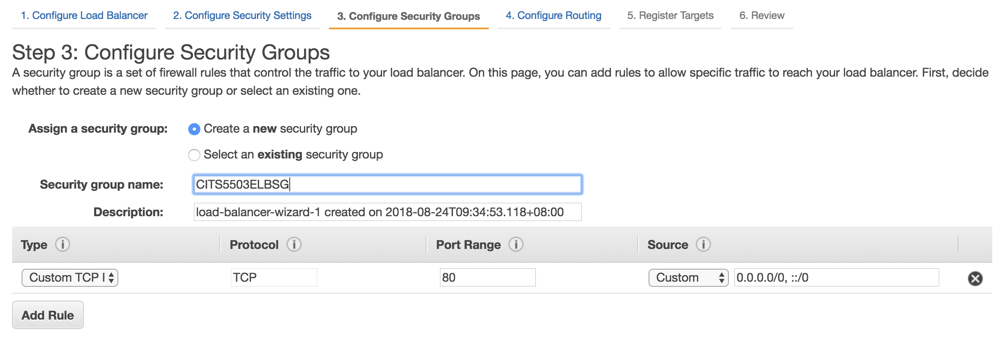 1. Configure Load Balancer 2. Configure Security Settings 3. Configure Security Groups 4. Configure Routing 5. Register Targets 6. Review
Step 3: Configure Security Groups
A security group is a set of firewall rules that control the traffic to your load balancer. On this page, you can add rules to allow specific traffic to reach your load balancer. First, decide
whether to create a new security group or select an existing one.
Assign a security group: Create a new security group
Select an existing security group
Security group name: CITS5503ELBSG
Description: load-balancer-wizard-1 created on 2018-08-24T09:34:53.118+08:00
Type i Protocol i Port Range i Source i
Custom TCP TCP 80 Custom 0.0.0.0/0, ::/0
Add Rule